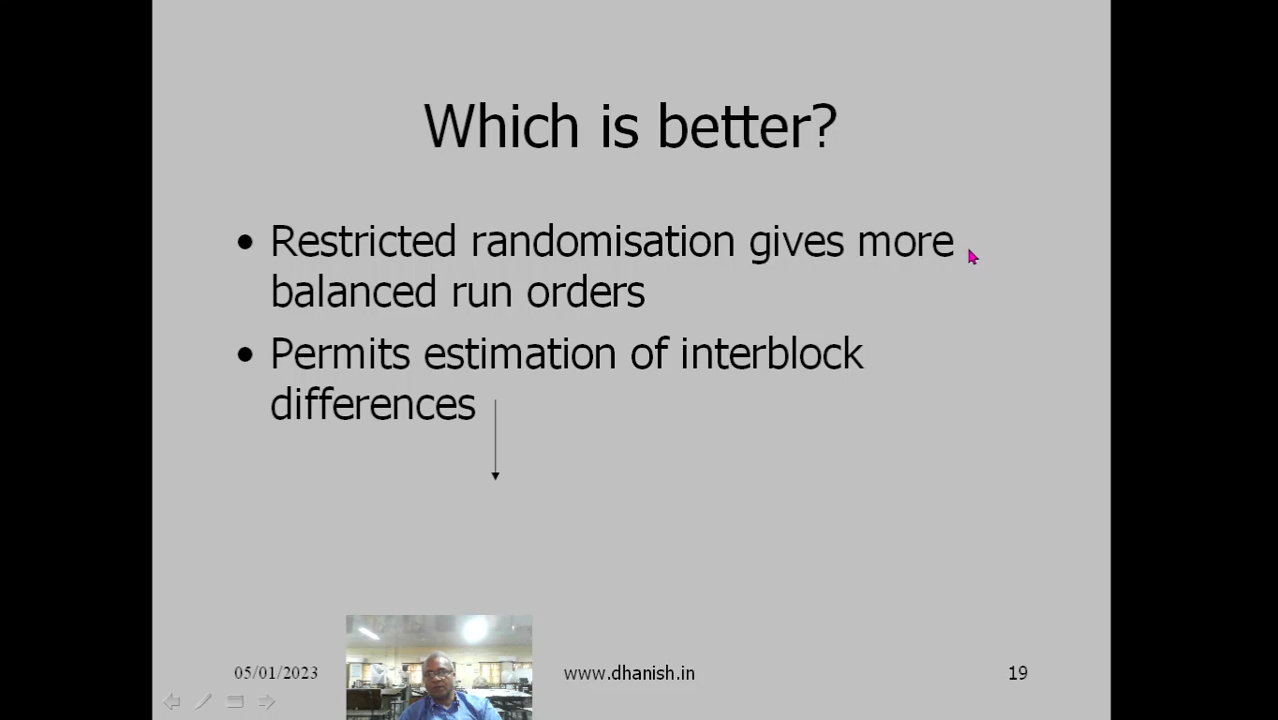 Which is better?
• Restricted randomisation gives more
balanced run orders
• Permits estimation of interblock
differences
05/01/2023
www.dhanish.in
19